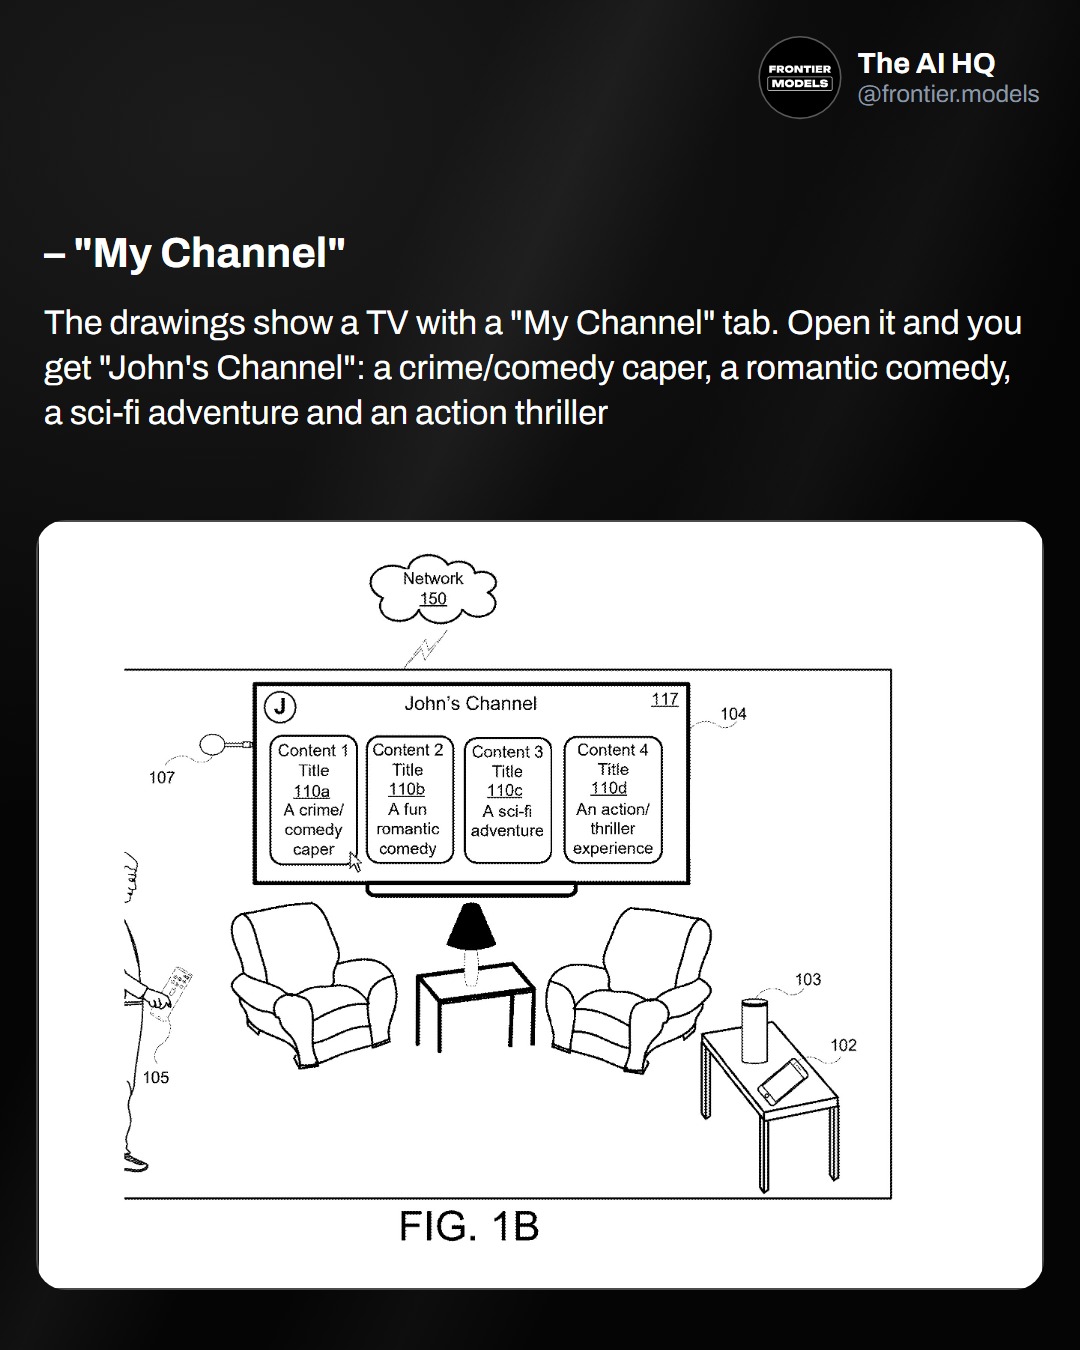 FRONTIER
MODELS
The AI HQ
@frontier.models
– "My Channel"
The drawings show a TV with a "My Channel" tab. Open it and you
get "John's Channel": a crime/comedy caper, a romantic comedy,
a sci-fi adventure and an action thriller
Network
150
J
John's Channel
117
104
107
Content 1
Title
110a
A crime/
comedy
caper
Content 2
Title
110b
A fun
romantic
comedy
Content 3
Title
110c
A sci-fi
adventure
Content 4
Title
110d
An action/
thriller
experience
103
102
105
FIG. 1B